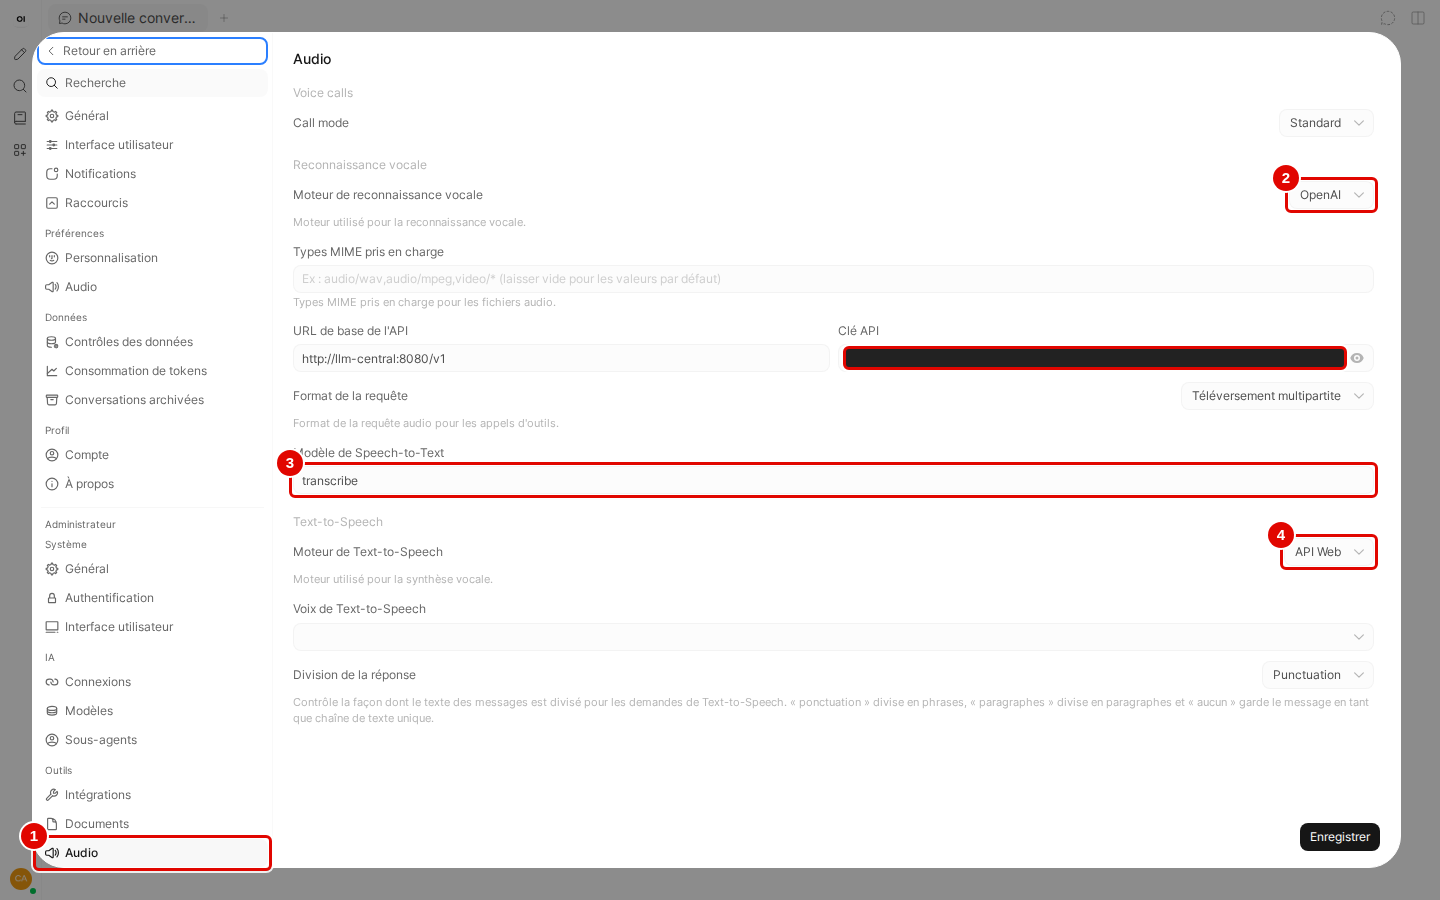 OI
Nouvelle conver...
Retour en arrière
Recherche
Général
Interface utilisateur
Notifications
Raccourcis
Préférences
Personnalisation
Audio
Données
Contrôles des données
Consommation de tokens
Conversations archivées
Profil
Compte
À propos
Administrateur
Système
Général
Authentification
Interface utilisateur
IA
Connexions
Modèles
Sous-agents
Outils
Intégrations
Documents
1
Audio
CA
Audio
Voice calls
Call mode
Standard
Reconnaissance vocale
2
Moteur de reconnaissance vocale
OpenAI
Moteur utilisé pour la reconnaissance vocale.
Types MIME pris en charge
Ex : audio/wav,audio/mpeg,video/* (laisser vide pour les valeurs par défaut)
Types MIME pris en charge pour les fichiers audio.
URL de base de l'API
Clé API
http://llm-central:8080/v1
Format de la requête
Téléversement multipartite
Format de la requête audio pour les appels d'outils.
Modèle de Speech-to-Text
3
transcribe
Text-to-Speech
4
Moteur de Text-to-Speech
API Web
Moteur utilisé pour la synthèse vocale.
Voix de Text-to-Speech
Division de la réponse
Punctuation
Contrôle la façon dont le texte des messages est divisé pour les demandes de Text-to-Speech. « ponctuation » divise en phrases, « paragraphes » divise en paragraphes et « aucun » garde le message en tant
que chaîne de texte unique.
Enregistrer